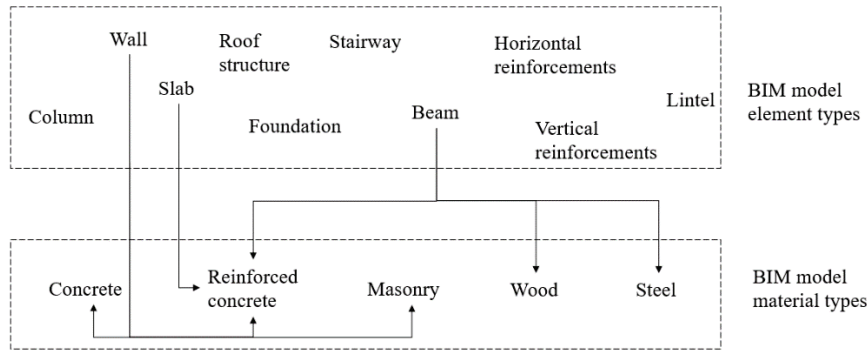 Wall
Roof
structure
Stairway
Horizontal
reinforcements
Slab
Column
Foundation
Beam
Vertical
reinforcements
Lintel
BIM model
element types
Concrete
Reinforced
concrete
Masonry
Wood
Steel
BIM model
material types